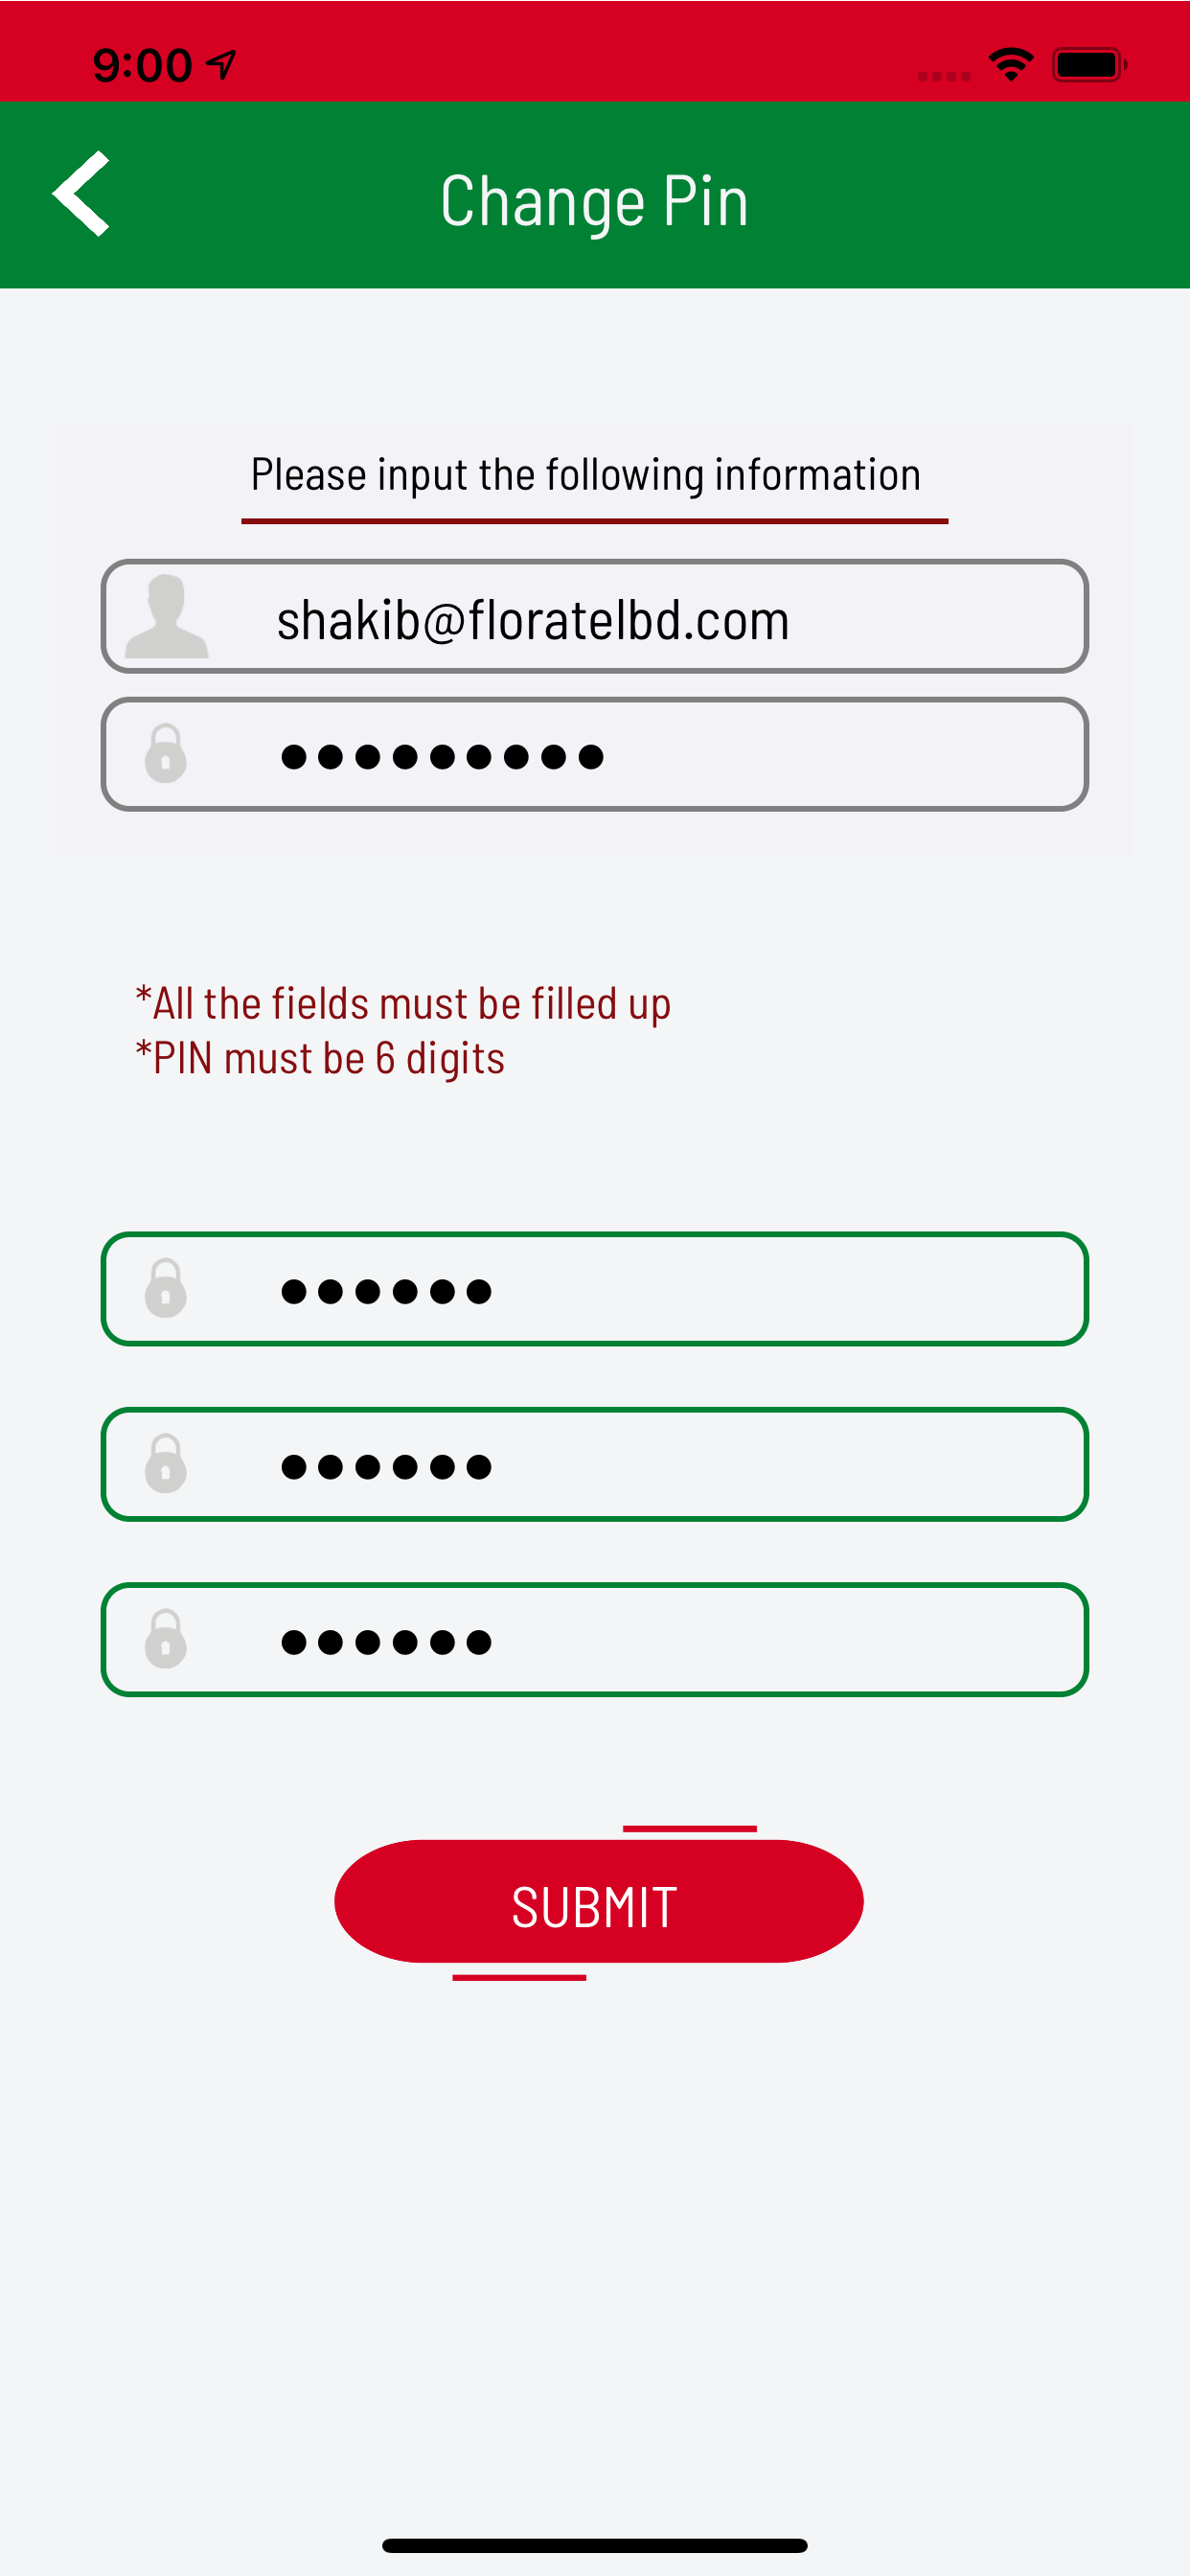 9:00
Change Pin
Please input the following information
shakib@floratelbd.com
•••••••••
*All the fields must be filled up
*PIN must be 6 digits
••••••
••••••
••••••
SUBMIT